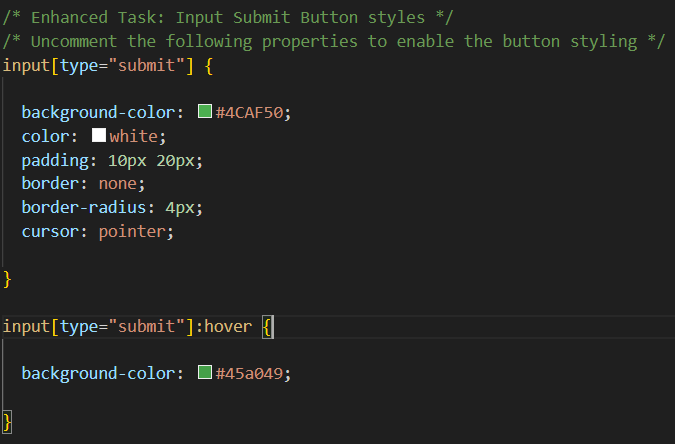 /* Enhanced Task: Input Submit Button styles */
/* Uncomment the following properties to enable the button styling */
input[type="submit"] {
background-color: #4CAF50;
color: white;
padding: 10px 20px;
border: none;
border-radius: 4px;
cursor: pointer;
}
input[type="submit"]:hover {
background-color: #45a049;
}